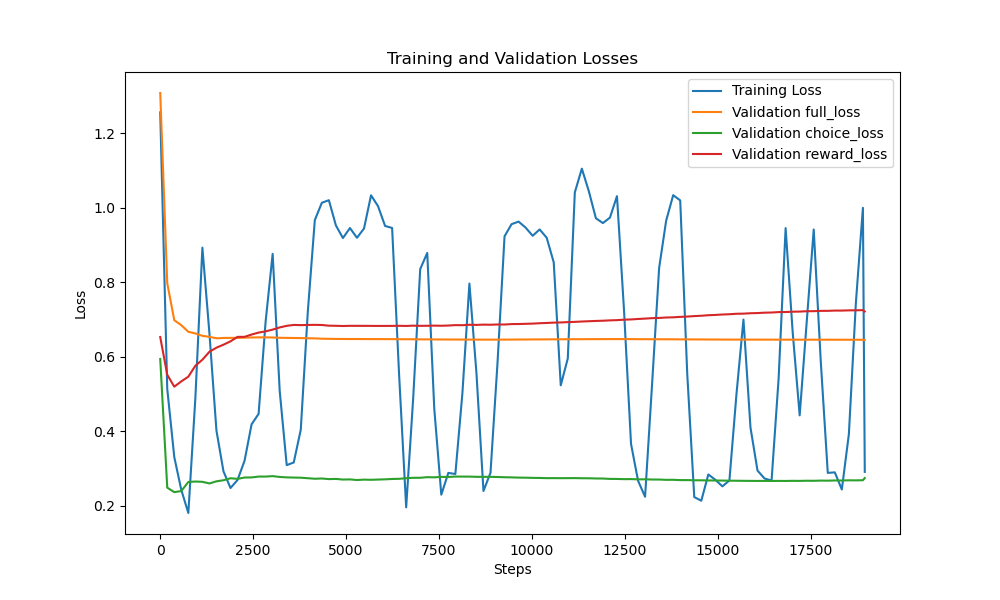 Training and Validation Losses
Training Loss
Validation full_loss
Validation choice_loss
Validation reward_loss
Loss
1.2
1.0
0.8
0.6
0.4
0.2
0 2500 5000 7500 10000 12500 15000 17500
Steps